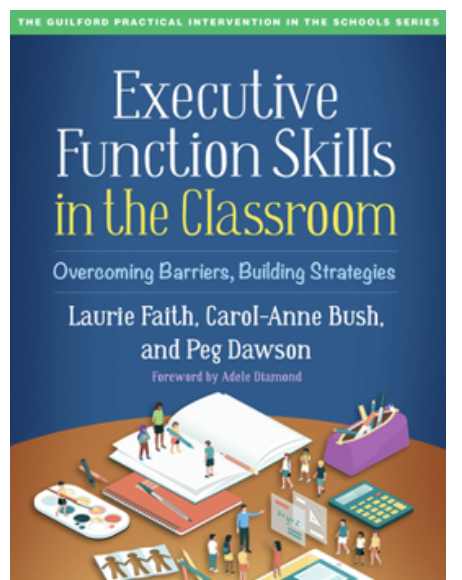 THE GUILFORD PRACTICAL INTERVENTION IN THE SCHOOLS SERIES
Executive
Function Skills
in the Classroom
Overcoming Barriers, Building Strategies
Laurie Faith, Carol-Anne Bush,
and Peg Dawson
Foreword by Adele Diamond